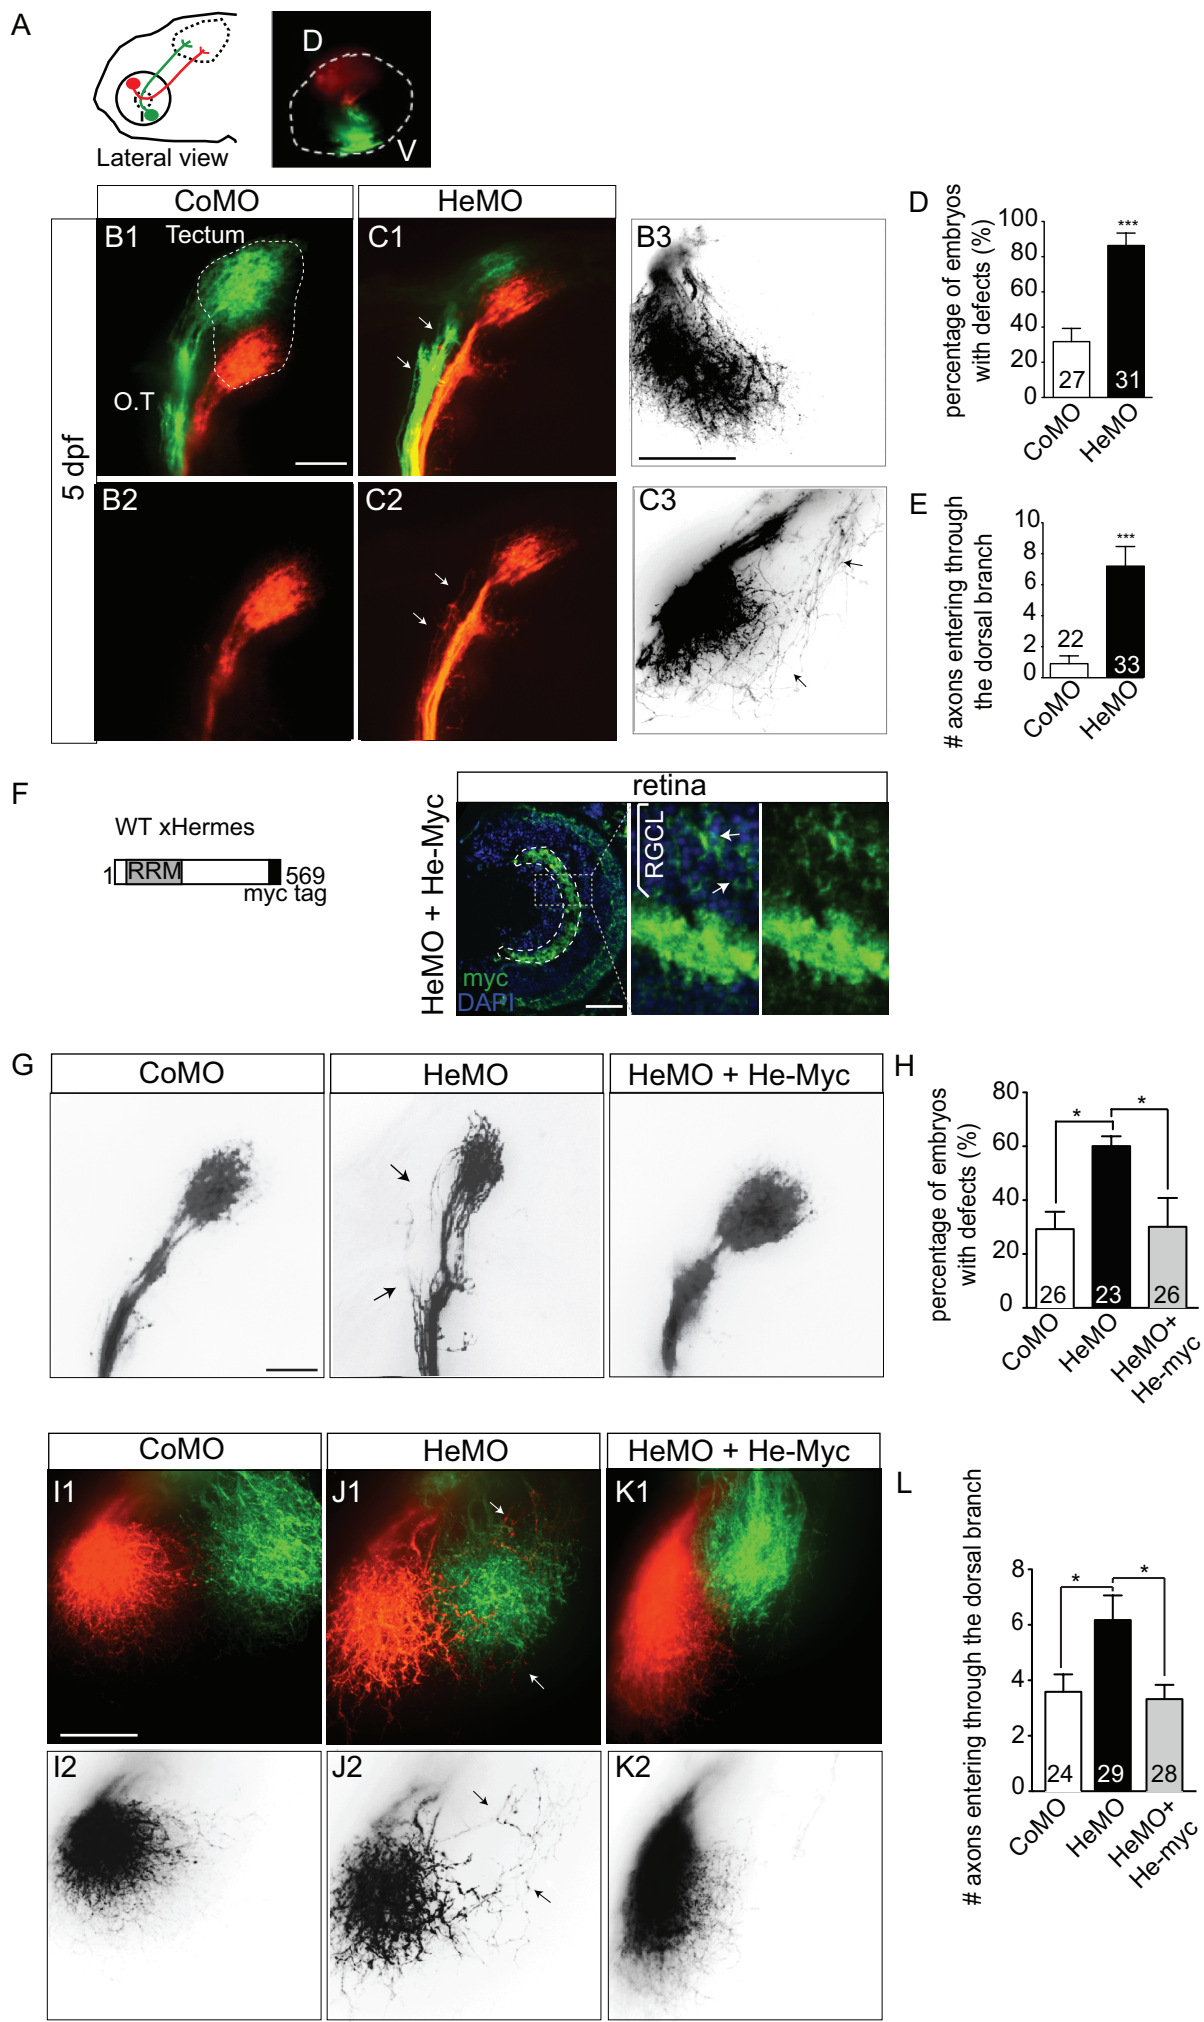 A
D
V
Lateral view
CoMO
HeMO
5 dpf
B1
Tectum
O.T
C1
B3
B2
C2
C3
D
percentage of embryos
with defects (%)
100
80
60
40
20
0
***
27
31
CoMO
HeMO
E
# axons entering through
the dorsal branch
10
8
6
4
2
0
***
22
33
CoMO
HeMO
F
WT xHermes
1
RRM
569
myc tag
HeMO + He-Myc
retina
RGCL
myc
DAPI
G
CoMO
HeMO
HeMO + He-Myc
H
percentage of embryos
with defects (%)
80
60
40
20
0
*
*
26
23
26
CoMO
HeMO
HeMO+
He-myc
CoMO
HeMO
HeMO + He-Myc
I1
J1
K1
I2
J2
K2
L
# axons entering through the dorsal branch
8
6
4
2
0
*
*
24
29
28
CoMO
HeMO
HeMO+
He-myc